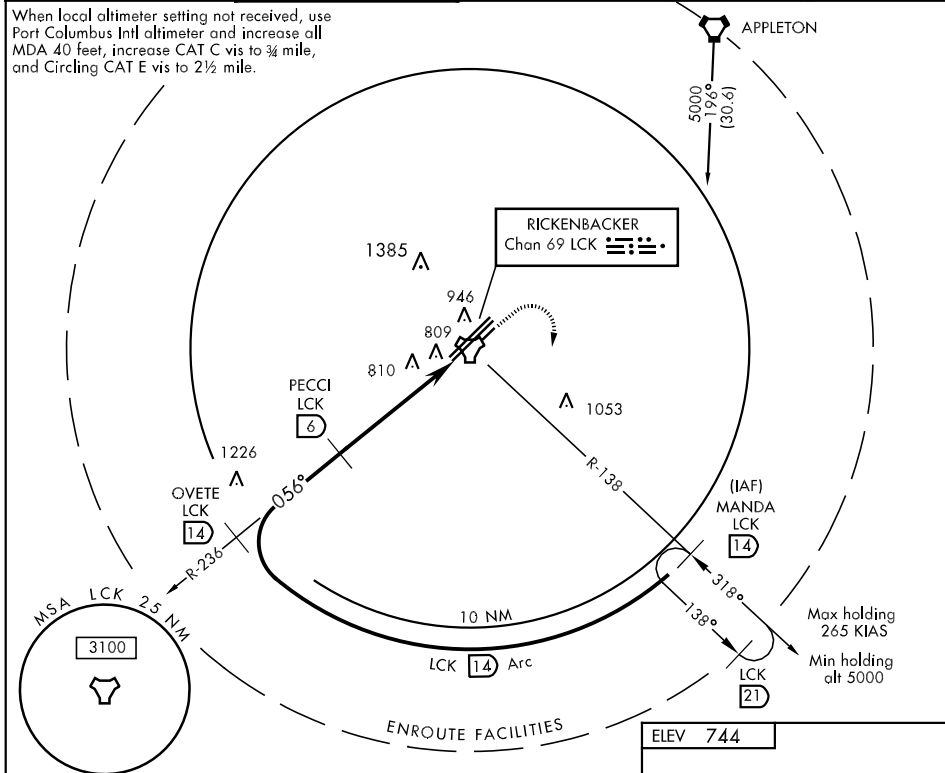 When local altimeter setting not received, use
Port Columbus Intl altimeter and increase all
MDA 40 feet, increase CAT C vis to ¾ mile,
and Circling CAT E vis to 2½ mile.
APPLETON
5000
196°
(30.6)
RICKENBACKER
Chan 69 LCK
1385
946
809
810
PECCI
LCK
6
1053
1226
OVETE
LCK
14
056°
R-236
R-138
(IAF)
MANDA
LCK
14
318°
138°
10 NM
LCK 14 Arc
LCK
21
Max holding
265 KIAS
Min holding
alt 5000
MSA LCK 25 NM
3100
ENROUTE FACILITIES
ELEV 744